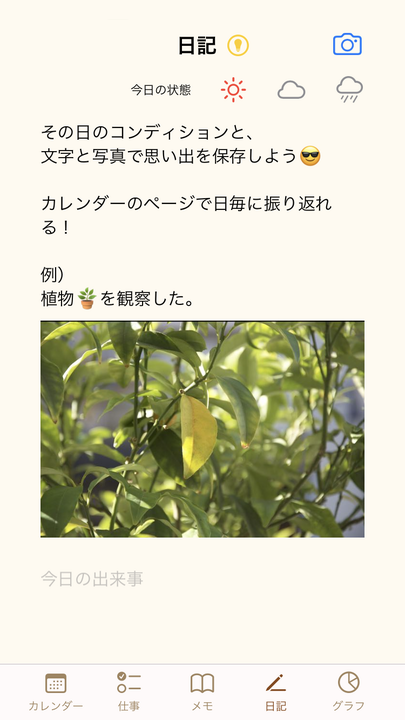 日記
今日の状態
その日のコンディションと、
文字と写真で思い出を保存しよう😎
カレンダーのページで日毎に振り返れ
る！
例）
植物🪴を観察した。
今日の出来事
カレンダー
仕事
メモ
日記
グラフ